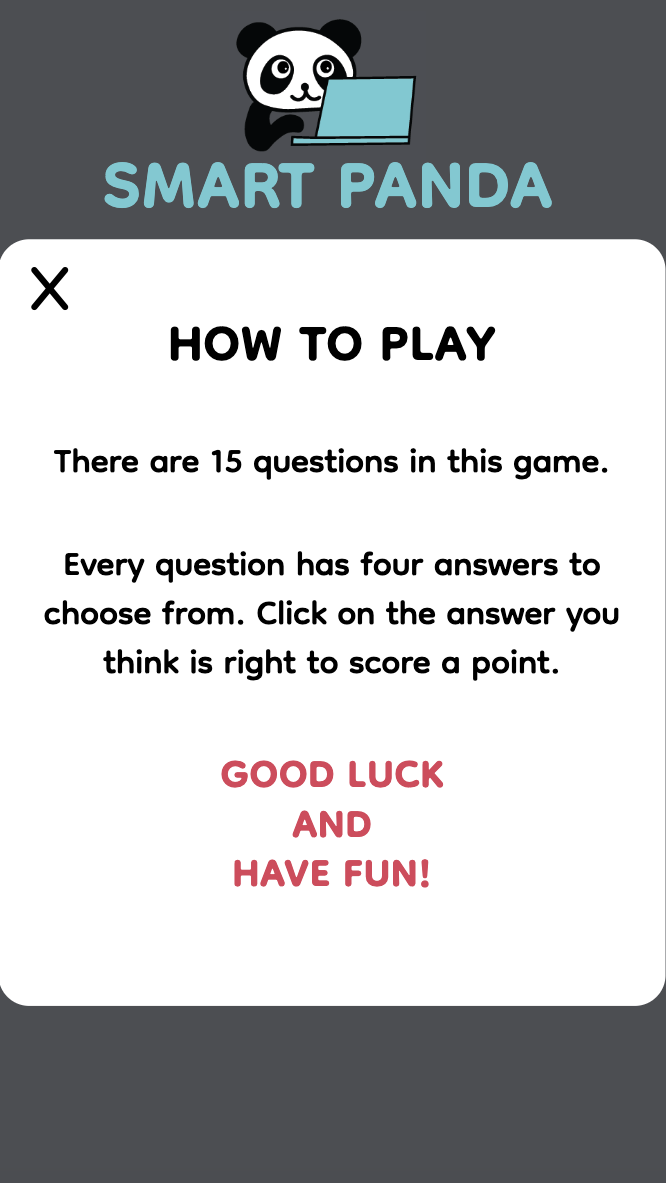 SMART PANDA
X
HOW TO PLAY
There are 15 questions in this game.
Every question has four answers to
choose from. Click on the answer you
think is right to score a point.
GOOD LUCK
AND
HAVE FUN!